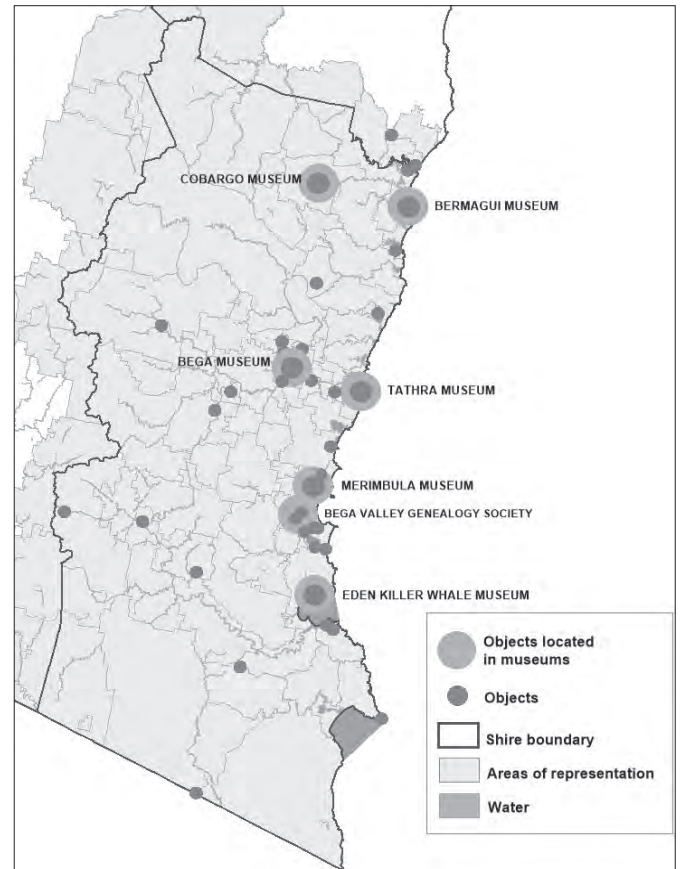 COBARGO MUSEUM
BERMAGUI MUSEUM
BEGA MUSEUM
TATHRA MUSEUM
MERIMBULA MUSEUM
BEGA VALLEY GENEALOGY SOCIETY
EDEN KILLER WHALE MUSEUM
Objects located
in museums
Objects
Shire boundary
Areas of representation
Water